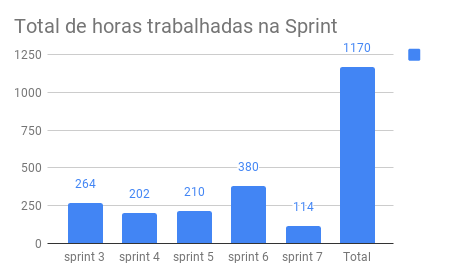 Total de horas trabalhadas na Sprint
1250
1000
750
500
250
0
264
202
210
380
114
1170
sprint 3
sprint 4
sprint 5
sprint 6
sprint 7
Total